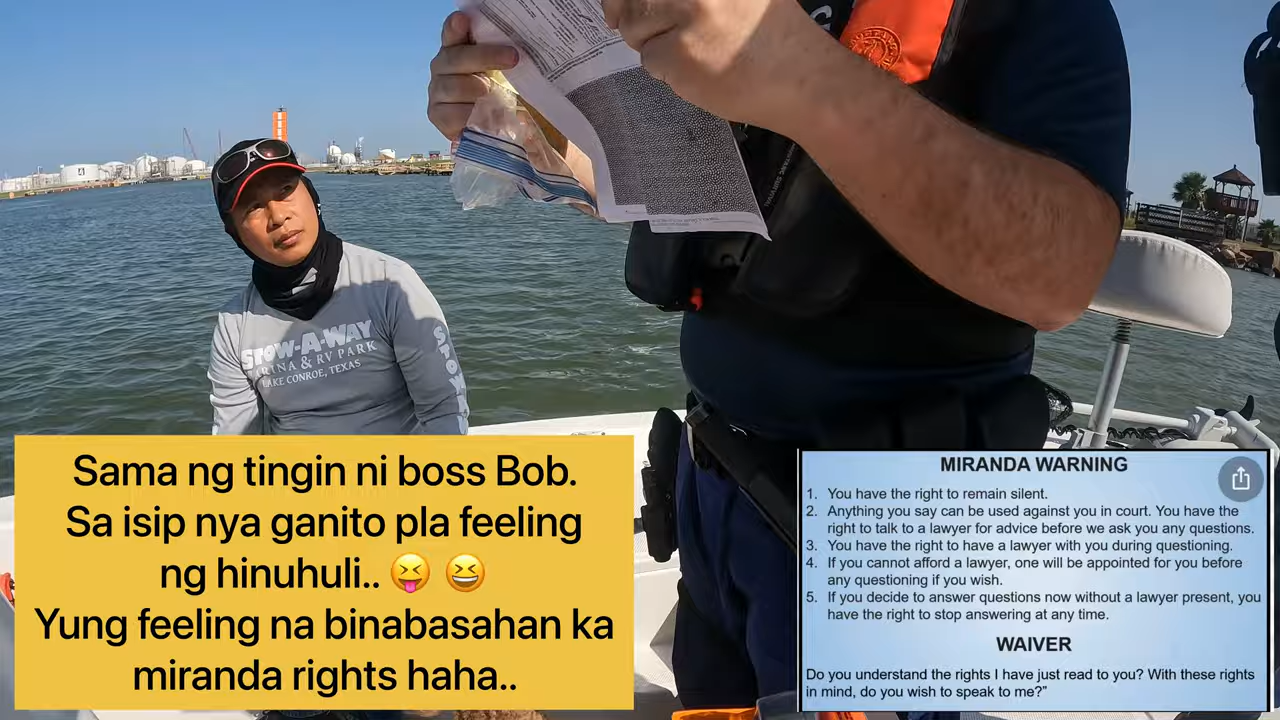 STOW-A-WAY
RINA & RV PARK
LAKE CONROE, TEXAS
STOW
Sama ng tingin ni boss Bob.
Sa isip nya ganito pla feeling
ng hinuhuli.. 😝 😆
Yung feeling na binabasahan ka
miranda rights haha..
MIRANDA WARNING
1. You have the right to remain silent.
2. Anything you say can be used against you in court. You have the
right to talk to a lawyer for advice before we ask you any questions.
3. You have the right to have a lawyer with you during questioning.
4. If you cannot afford a lawyer, one will be appointed for you before
any questioning if you wish.
5. If you decide to answer questions now without a lawyer present, you
have the right to stop answering at any time.
WAIVER
Do you understand the rights I have just read to you? With these rights
in mind, do you wish to speak to me?"